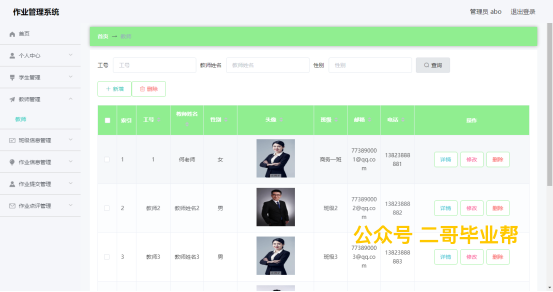 作业管理系统
管理员 abo 退出登录
首页
个人中心
学生管理
教师管理
教师
班级信息管理
作业信息管理
作业提交管理
作业点评管理
首页 教师
工号 工号 教师姓名 教师姓名 性别 性别 查询
+ 新增 删除
索引 工号 教师姓名 性别 头像 班级 邮箱 电话 操作
1 1 何老师 女 商务一班 773890001@qq.com 13823888881 详情 修改 删除
2 教师2 教师姓名2 男 班级2 773890002@qq.com 13823888882 详情 修改 删除
3 教师3 教师姓名3 男 班级3 773890003@qq.com 13823888883 详情 修改 删除
公众号 二哥毕业帮